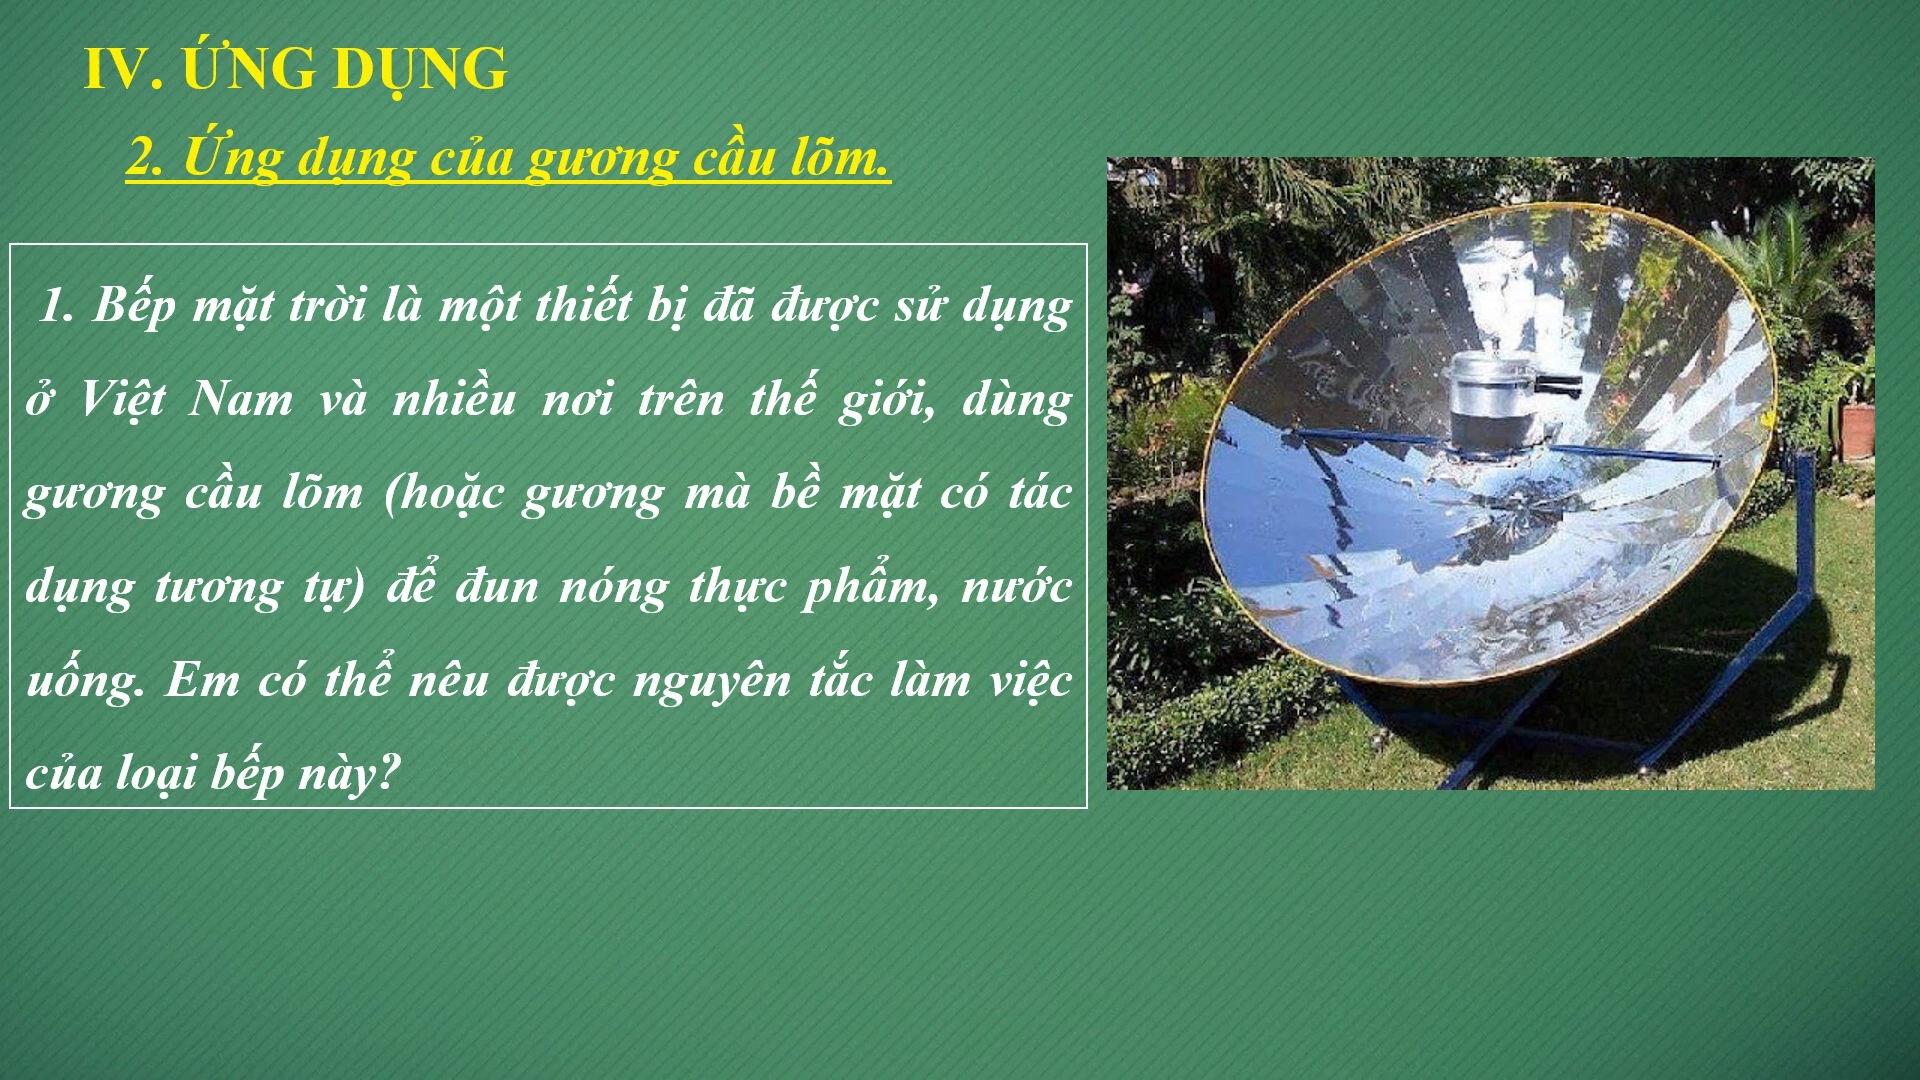 IV. ỨNG DỤNG
2. Ứng dụng của gương cầu lõm.
1. Bếp mặt trời là một thiết bị đã được sử dụng
ở Việt Nam và nhiều nơi trên thế giới, dùng
gương cầu lõm (hoặc gương mà bề mặt có tác
dụng tương tự) để đun nóng thực phẩm, nước
uống. Em có thể nêu được nguyên tắc làm việc
của loại bếp này?